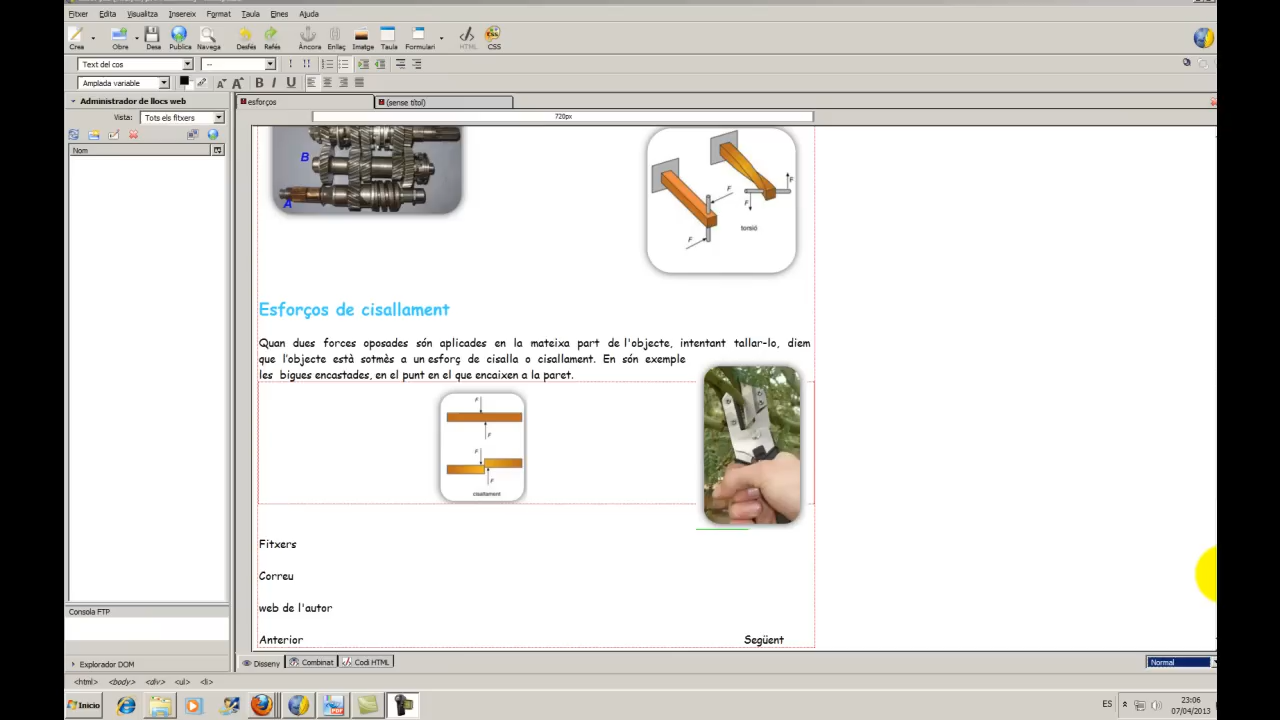 Fitxer Edita Visualitza Insereix Format Taula Eines Ajuda
Crea Obre Desa Publica Navega Desfés Refés Àncora Enllaç Imatge Taula Formulari HTML CSS
Text del cos --
Amplada variable B I U
Administrador de llocs web
esforços
(sense títol)
Vista: Tots els fitxers
720px
Nom
B
A
F
F
F
F
torsió
Esforços de cisallament
Quan dues forces oposades són aplicades en la mateixa part de l'objecte, intentant tallar-lo, diem
que l'objecte està sotmès a un esforç de cisalla o cisallament. En són exemple
les bigues encastades, en el punt en el que encaixen a la paret.
F
F
F
F
cisallament
Fitxers
Correu
web de l'autor
Anterior Següent
Consola FTP
Explorador DOM
Disseny Combinat Codi HTML
Normal
<html> <body> <div> <ul> <li>
Inicio
ES
23:06
07/04/2013